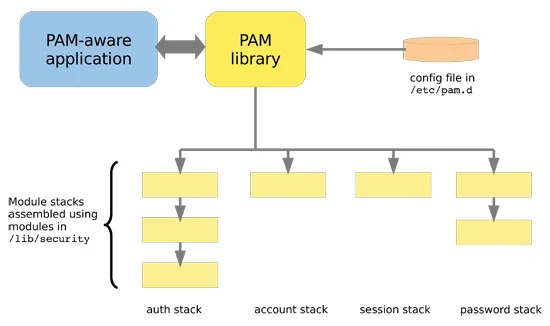 PAM-aware
application
PAM
library
config file in
/etc/pam.d
Module stacks
assembled using
modules in
/lib/security
auth stack
account stack
session stack
password stack